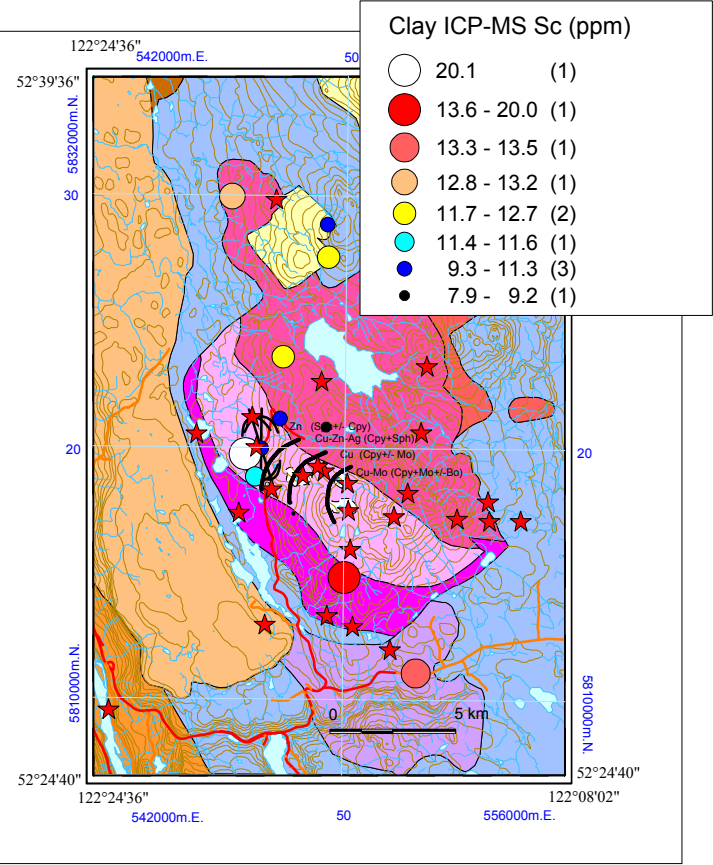 Clay ICP-MS Sc (ppm)
20.1 (1)
13.6 - 20.0 (1)
13.3 - 13.5 (1)
12.8 - 13.2 (1)
11.7 - 12.7 (2)
11.4 - 11.6 (1)
9.3 - 11.3 (3)
7.9 - 9.2 (1)
122°24'36"
542000m.E.
50
52°39'36"
5832000m.N.
30
Cu-Zn-Ag (Cpy+Sph)
Cu (Cpy+/- Mo)
Cu-Mo (Cpy+Mo+/-Bo)
Zn
+/- Cpy)
20
20
5810000m.N.
5810000m.N.
0
5 km
52°24'40"
52°24'40"
122°24'36"
122°08'02"
542000m.E.
50
556000m.E.